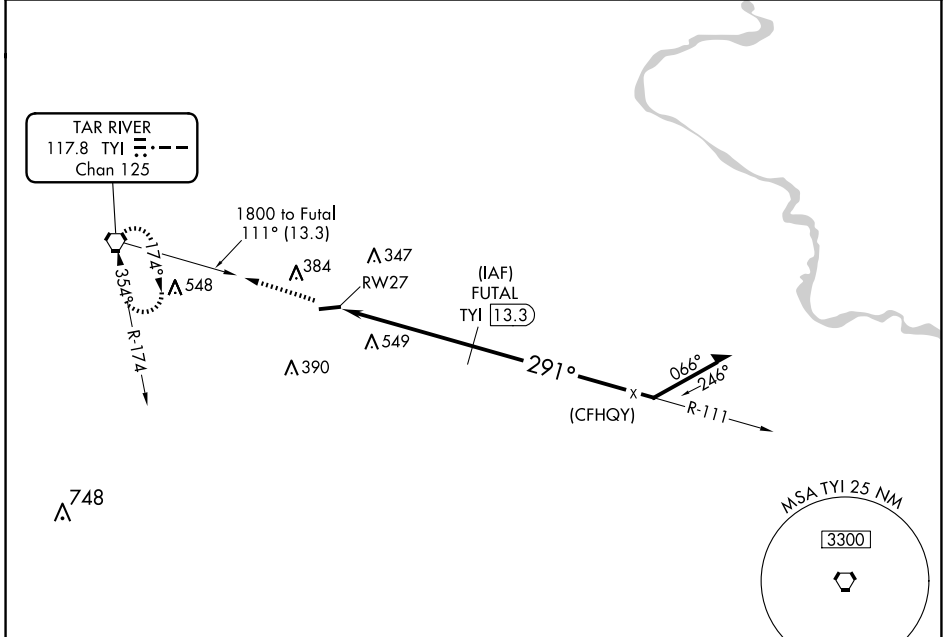 TAR RIVER
117.8 TYI
Chan 125
1800 to Futal
111° (13.3)
347
384
RW27
(IAF)
FUTAL
TYI 13.3
174°
548
354°
R-174
549
390
291°
066°
246°
(CFHQY)
X
R-111
748
MSA TYI 25 NM
3300